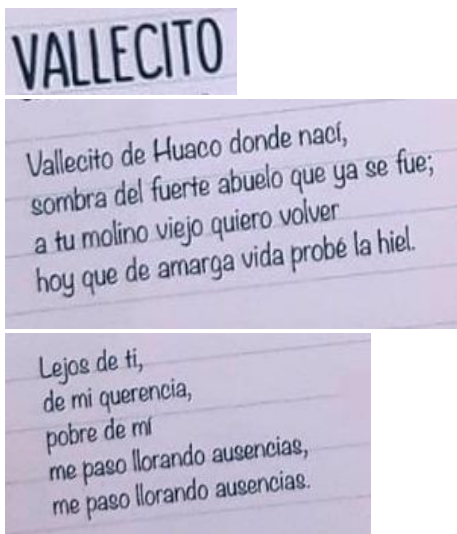 VALLECITO
Vallecito de Huaco donde nací,
sombra del fuerte abuelo que ya se fue;
a tu molino viejo quiero volver
hoy que de amarga vida probé la hiel.
Lejos de ti,
de mi querencia,
pobre de mí
me paso llorando ausencias,
me paso llorando ausencias.